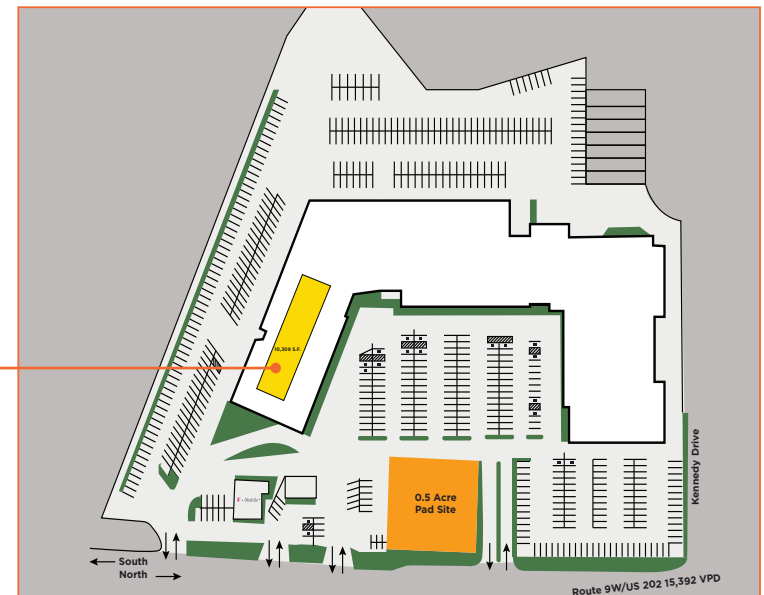 10,309 S.F.
T - Mobile
0.5 Acre
Pad Site
Kennedy Drive
South
North
Route 9W/US 202 15,392 VPD